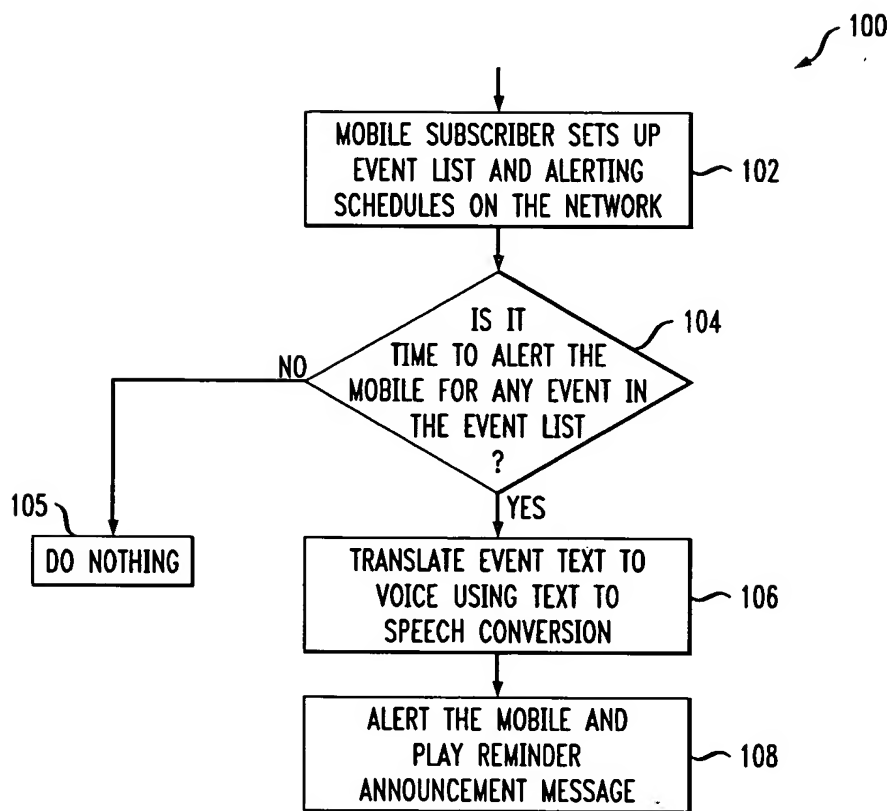 100
MOBILE SUBSCRIBER SETS UP
EVENT LIST AND ALERTING
SCHEDULES ON THE NETWORK
102
IS IT
TIME TO ALERT THE
MOBILE FOR ANY EVENT IN
THE EVENT LIST
?
104
NO
YES
105
DO NOTHING
TRANSLATE EVENT TEXT TO
VOICE USING TEXT TO
SPEECH CONVERSION
106
ALERT THE MOBILE AND
PLAY REMINDER
ANNOUNCEMENT MESSAGE
108